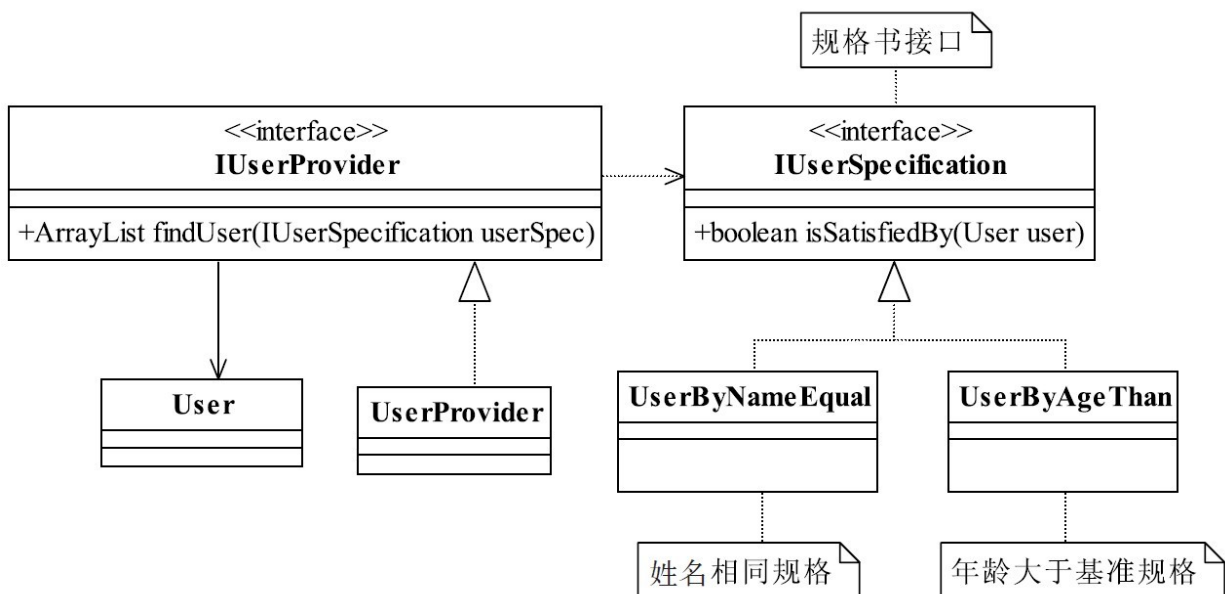 规格书接口
<<interface>>
IUserProvider
+ArrayList findUser(IUserSpecification userSpec)
<<interface>>
IUserSpecification
+boolean isSatisfiedBy(User user)
User
UserProvider
UserByNameEqual
UserByAgeThan
姓名相同规格
年龄大于基准规格